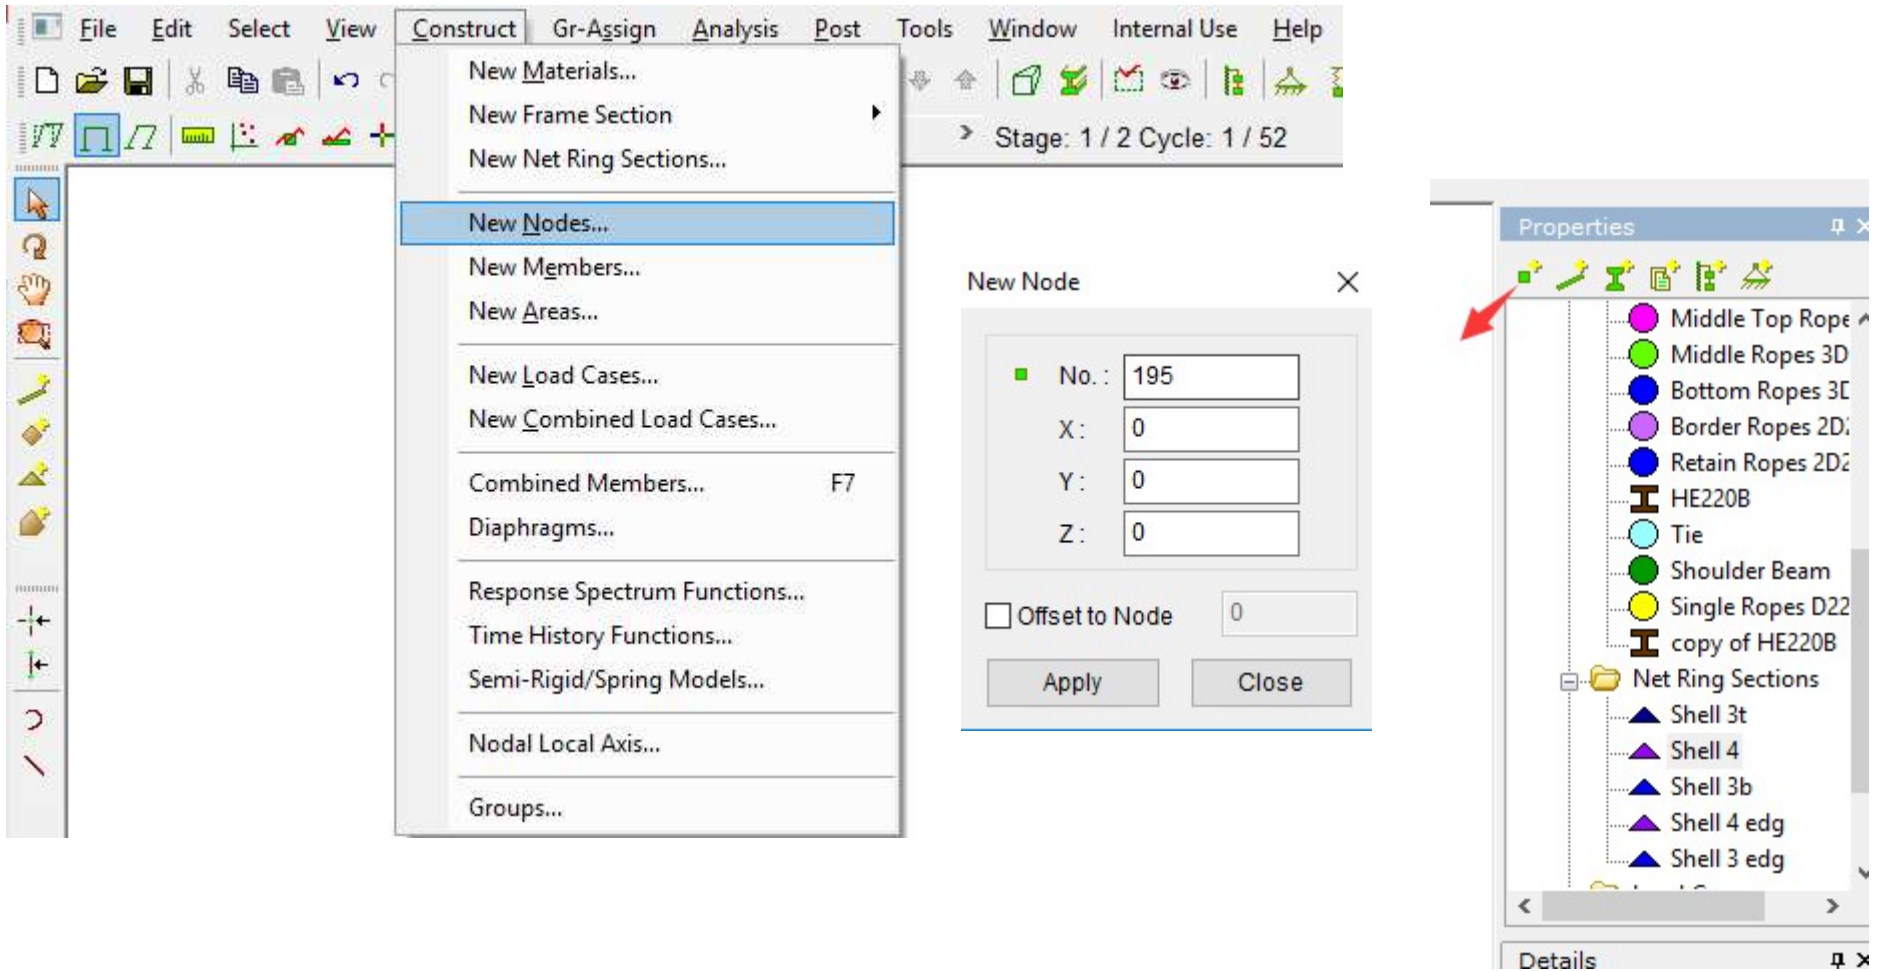 File Edit Select View Construct Gr-Assign Analysis Post Tools Window Internal Use Help
New Materials...
New Frame Section
New Net Ring Sections...
Stage: 1 / 2 Cycle: 1 / 52
New Nodes...
New Members...
New Areas...
New Load Cases...
New Combined Load Cases...
Combined Members... F7
Diaphragms...
Response Spectrum Functions...
Time History Functions...
Semi-Rigid/Spring Models...
Nodal Local Axis...
Groups...
New Node
No. : 195
X : 0
Y : 0
Z : 0
Offset to Node 0
Apply Close
Properties
Middle Top Rope
Middle Ropes 3D
Bottom Ropes 3D
Border Ropes 2D2
Retain Ropes 2D2
HE220B
Tie
Shoulder Beam
Single Ropes D22
copy of HE220B
Net Ring Sections
Shell 3t
Shell 4
Shell 3b
Shell 4 edg
Shell 3 edg
Details